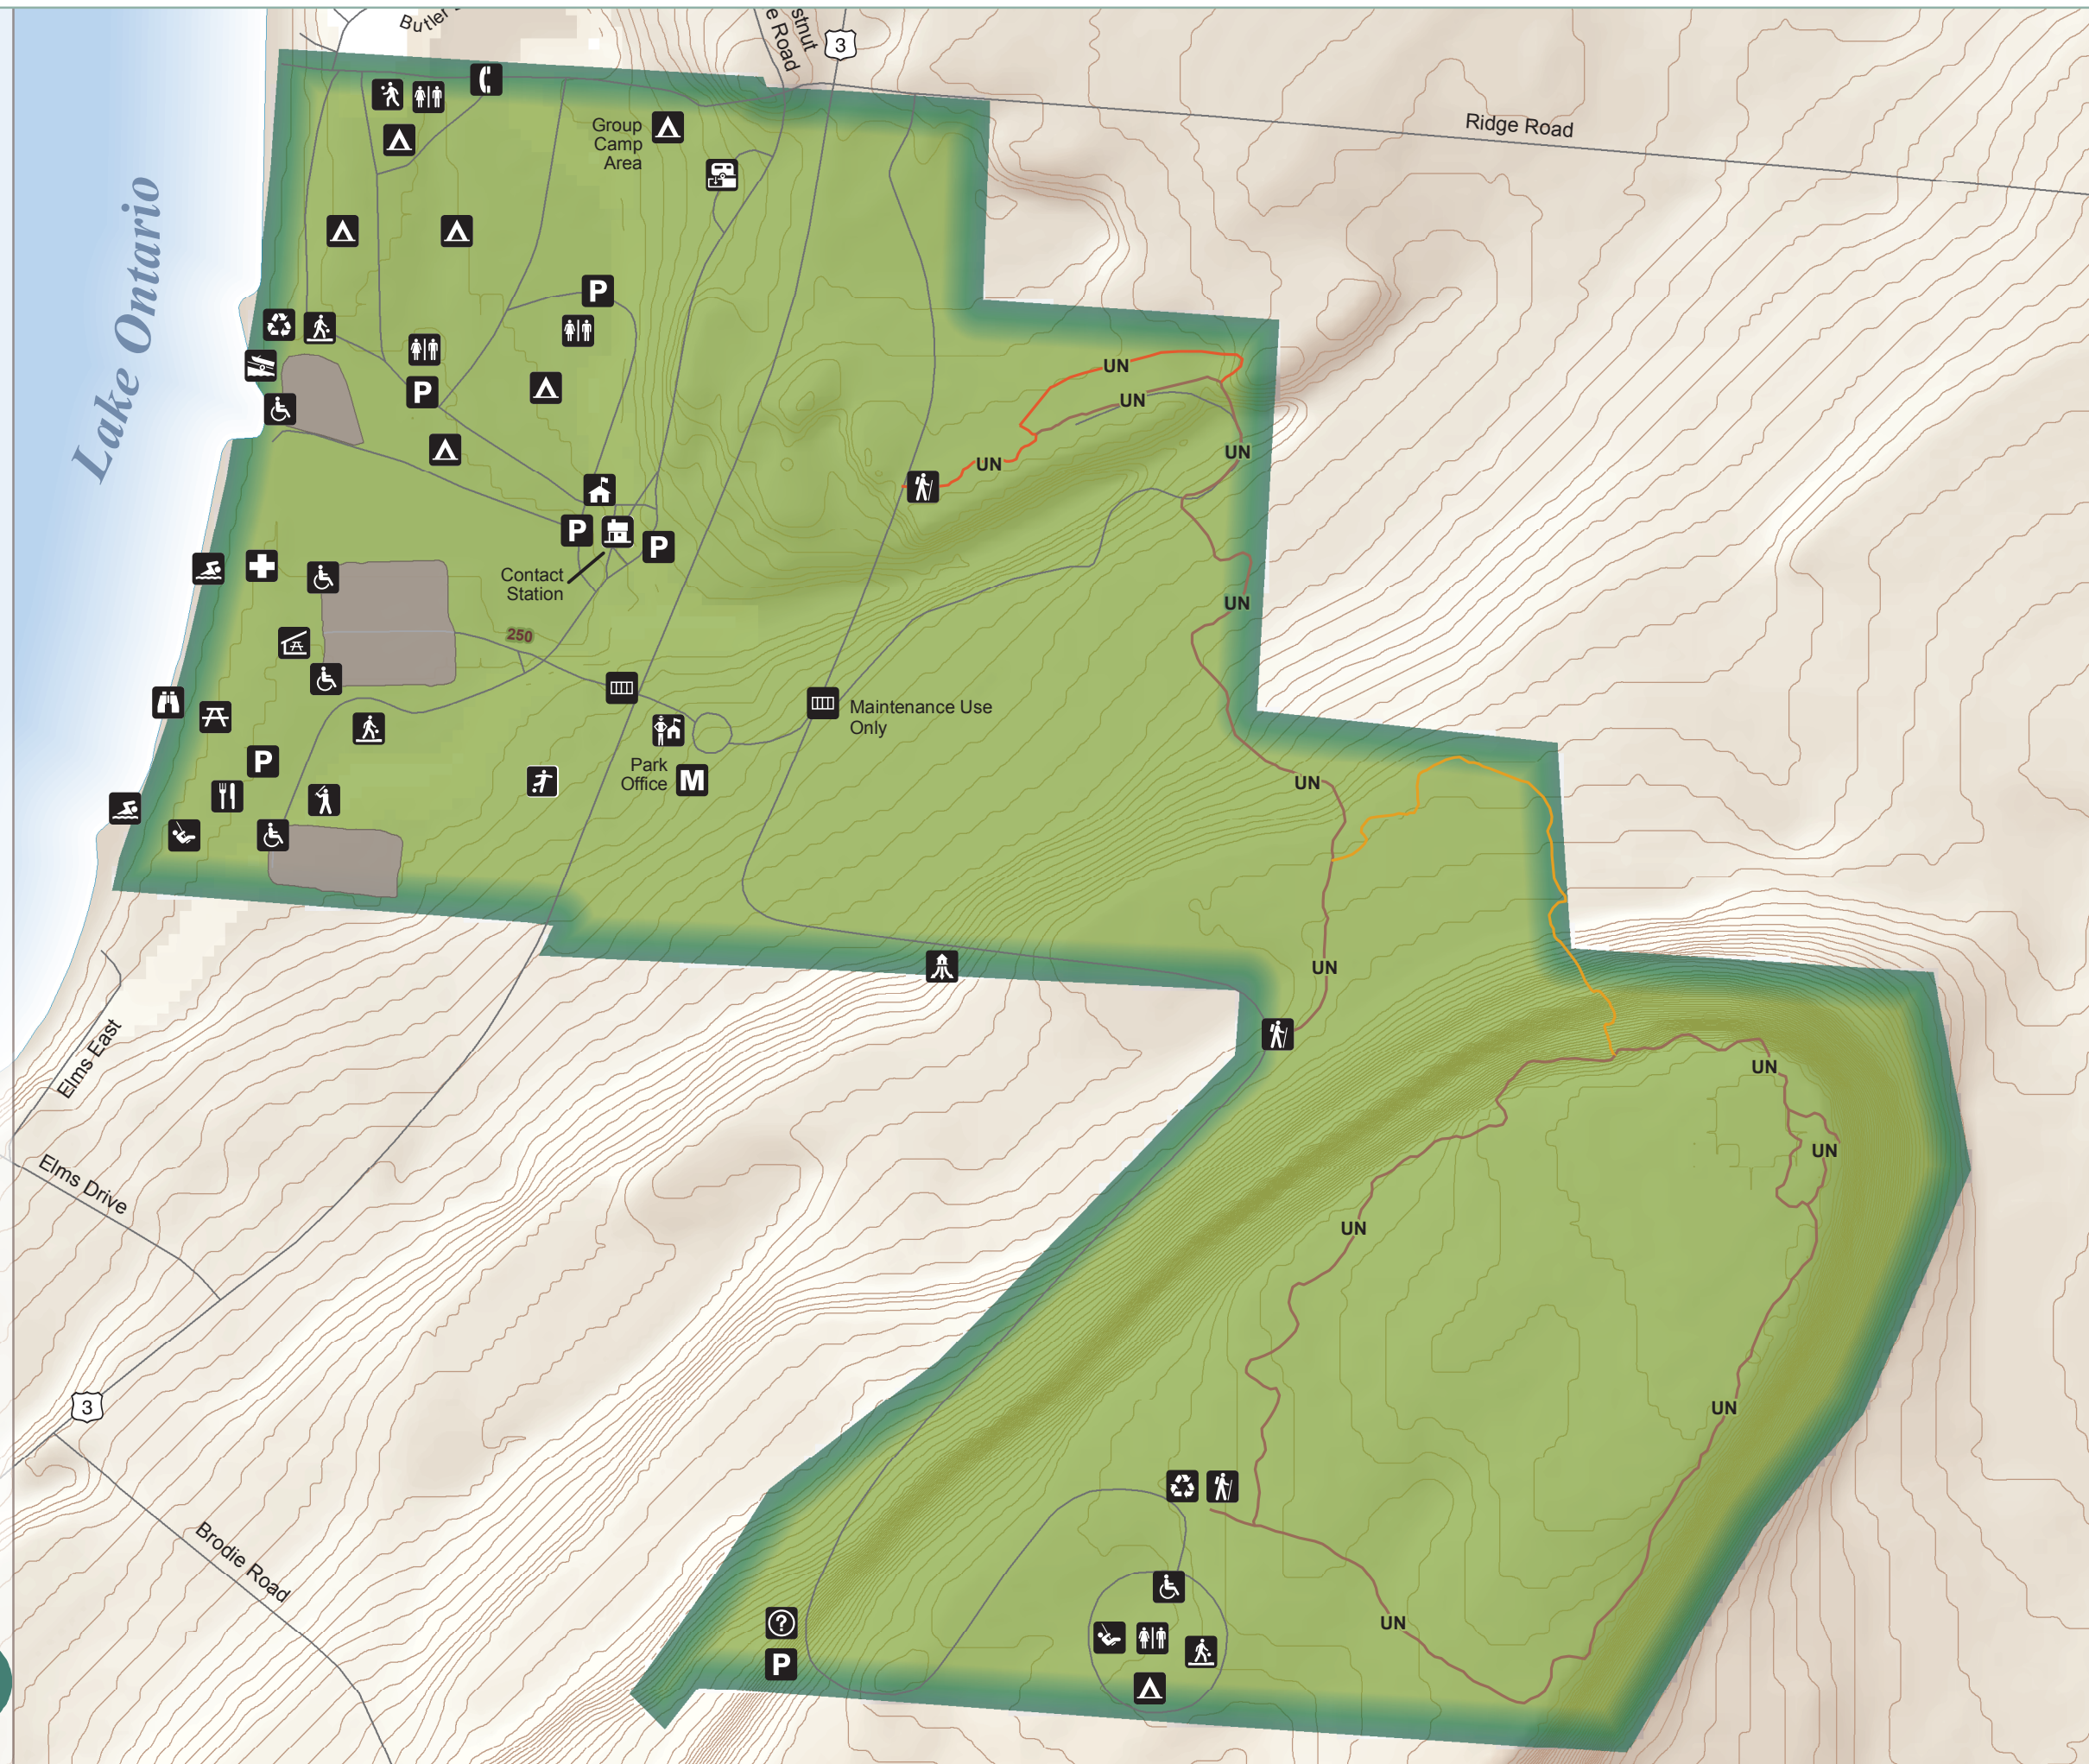 Butler
stnut
e Road
3
Ridge Road
Lake Ontario
Group
Camp
Area
P
UN
UN
P
UN
UN
P
P
Contact
Station
UN
250
Maintenance Use
Only
P
Park
Office
M
UN
UN
Elms East
UN
UN
Elms Drive
UN
3
UN
Brodie Road
?
UN
P